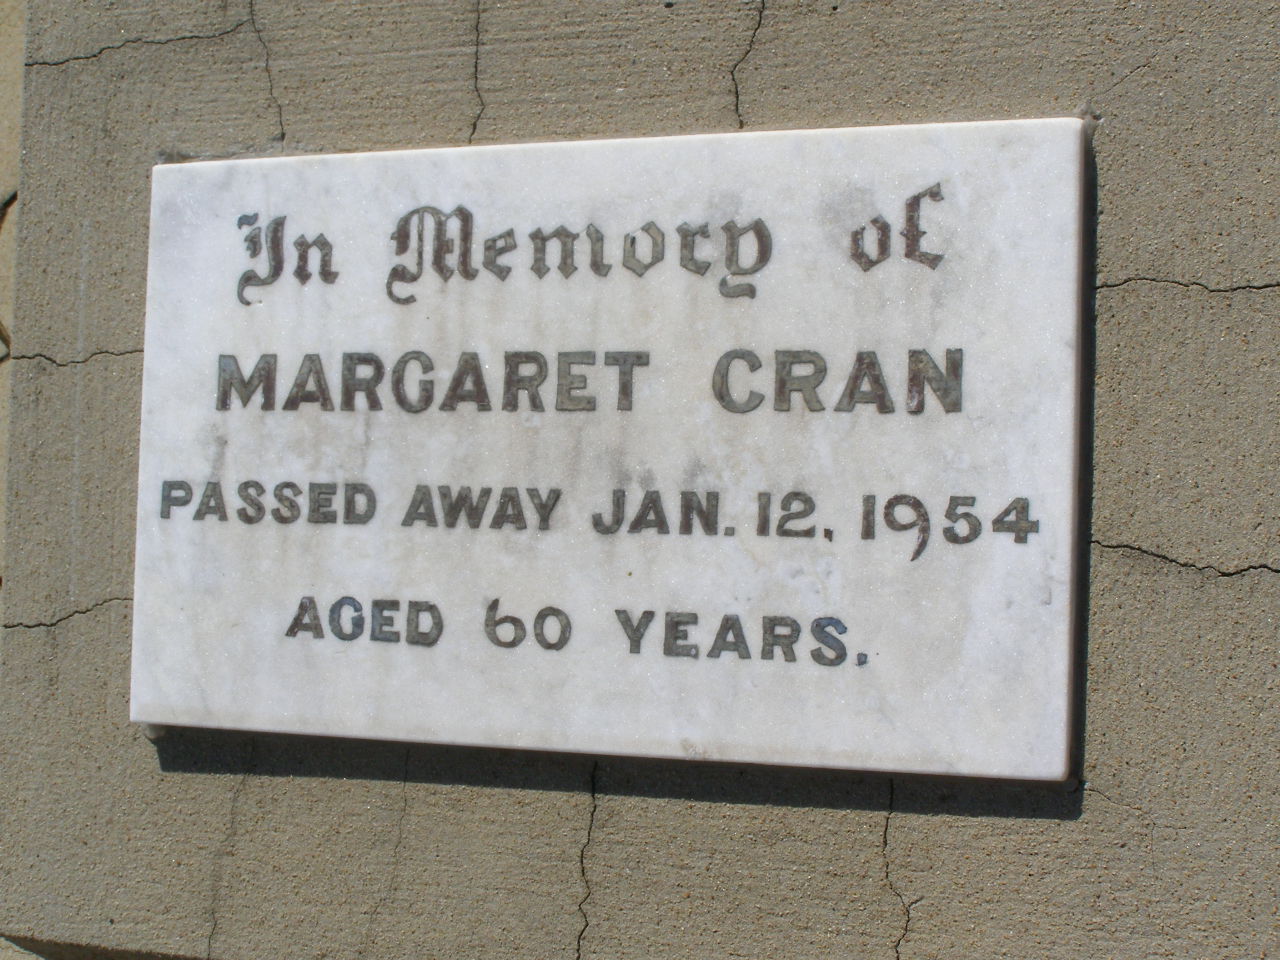 In Memory of
MARGARET CRAN
PASSED AWAY JAN. 12, 1954
AGED 60 YEARS.